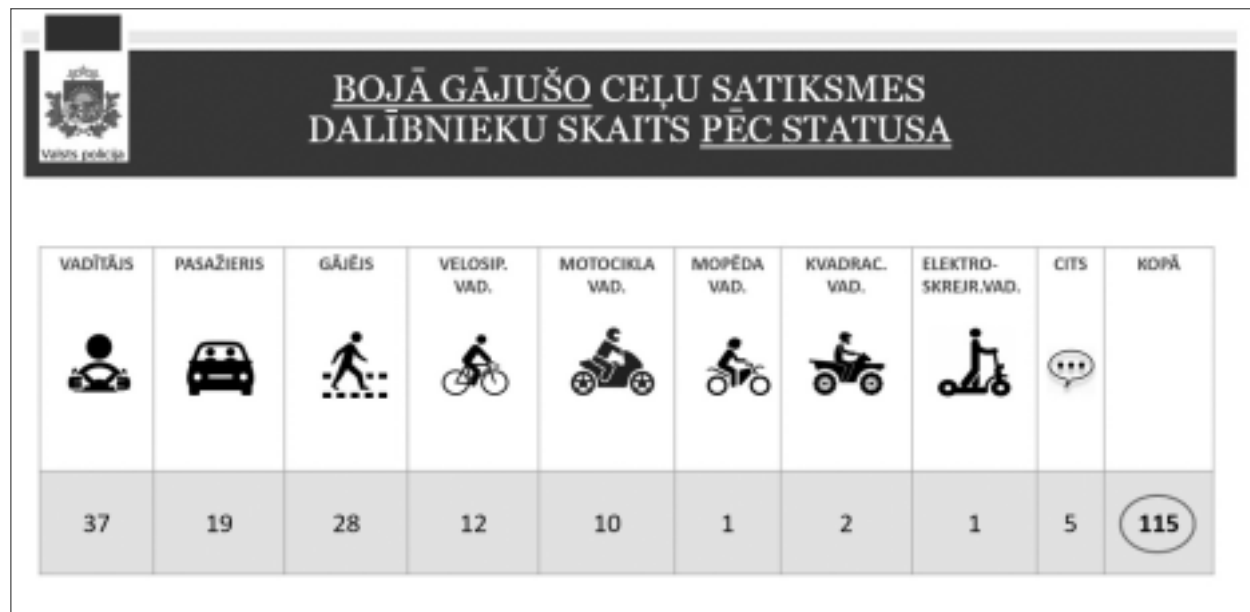 Valsts policija
BOJĀ GĀJUŠO CEĻU SATIKSMES
DALĪBNIEKU SKAITS PĒC STATUSA
VADĪTĀJS
PASAŽIERIS
GĀJĒJS
VELOSIP.
VAD.
MOTOCIKLA
VAD.
MOPĒDA
VAD.
KVADRAC.
VAD.
ELEKTRO-
SKREJR.VAD.
CITS
KOPĀ
37 19 28 12 10 1 2 1 5 115